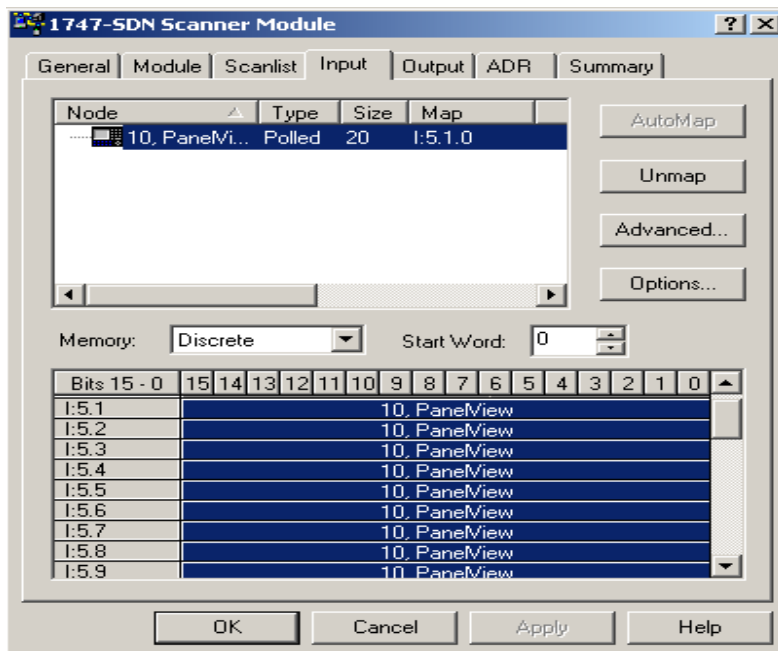 1747-SDN Scanner Module
General Module Scanlist Input Output ADR Summary
Node Type Size Map
10, PanelVi... Polled 20 I:5.1.0
AutoMap
Unmap
Advanced...
Options...
Memory: Discrete Start Word: 0
Bits 15 - 0 15 14 13 12 11 10 9 8 7 6 5 4 3 2 1 0
I:5.1 10, PanelView
I:5.2 10, PanelView
I:5.3 10, PanelView
I:5.4 10, PanelView
I:5.5 10, PanelView
I:5.6 10, PanelView
I:5.7 10, PanelView
I:5.8 10, PanelView
I:5.9 10, PanelView
OK Cancel Apply Help